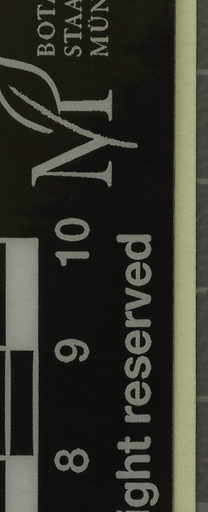 BOTA
STAA
MÜN
M
8 9 10
ight reserved